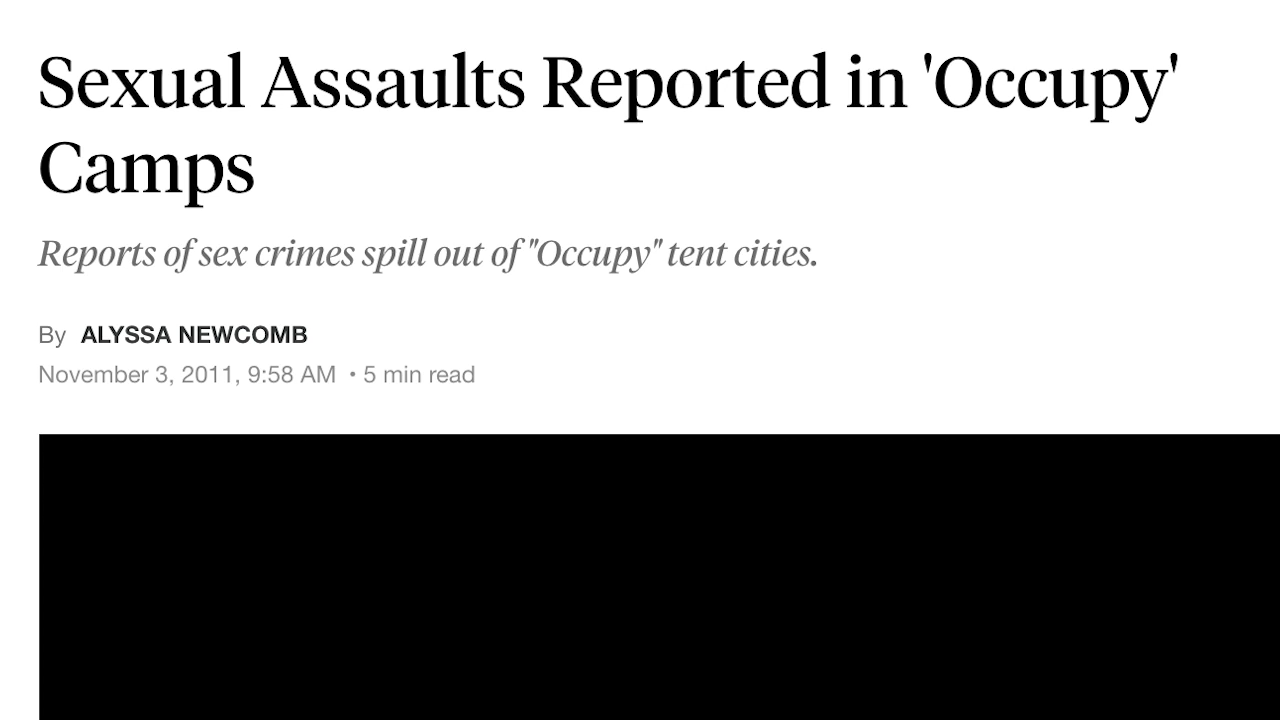 Sexual Assaults Reported in 'Occupy'
Camps
Reports of sex crimes spill out of "Occupy" tent cities.
By ALYSSA NEWCOMB
November 3, 2011, 9:58 AM • 5 min read